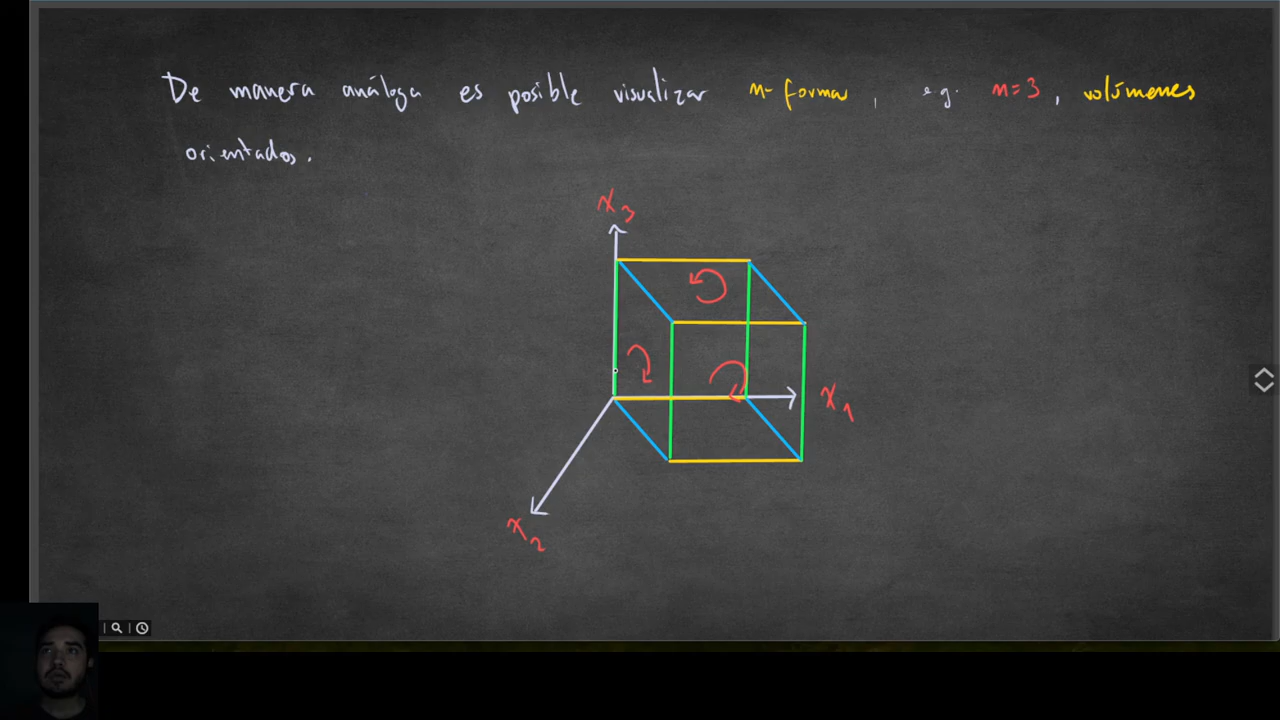 De manera análoga es posible visualizar n-formas, e.g. n=3, volúmenes
orientados.
x₃
x₁
x₂